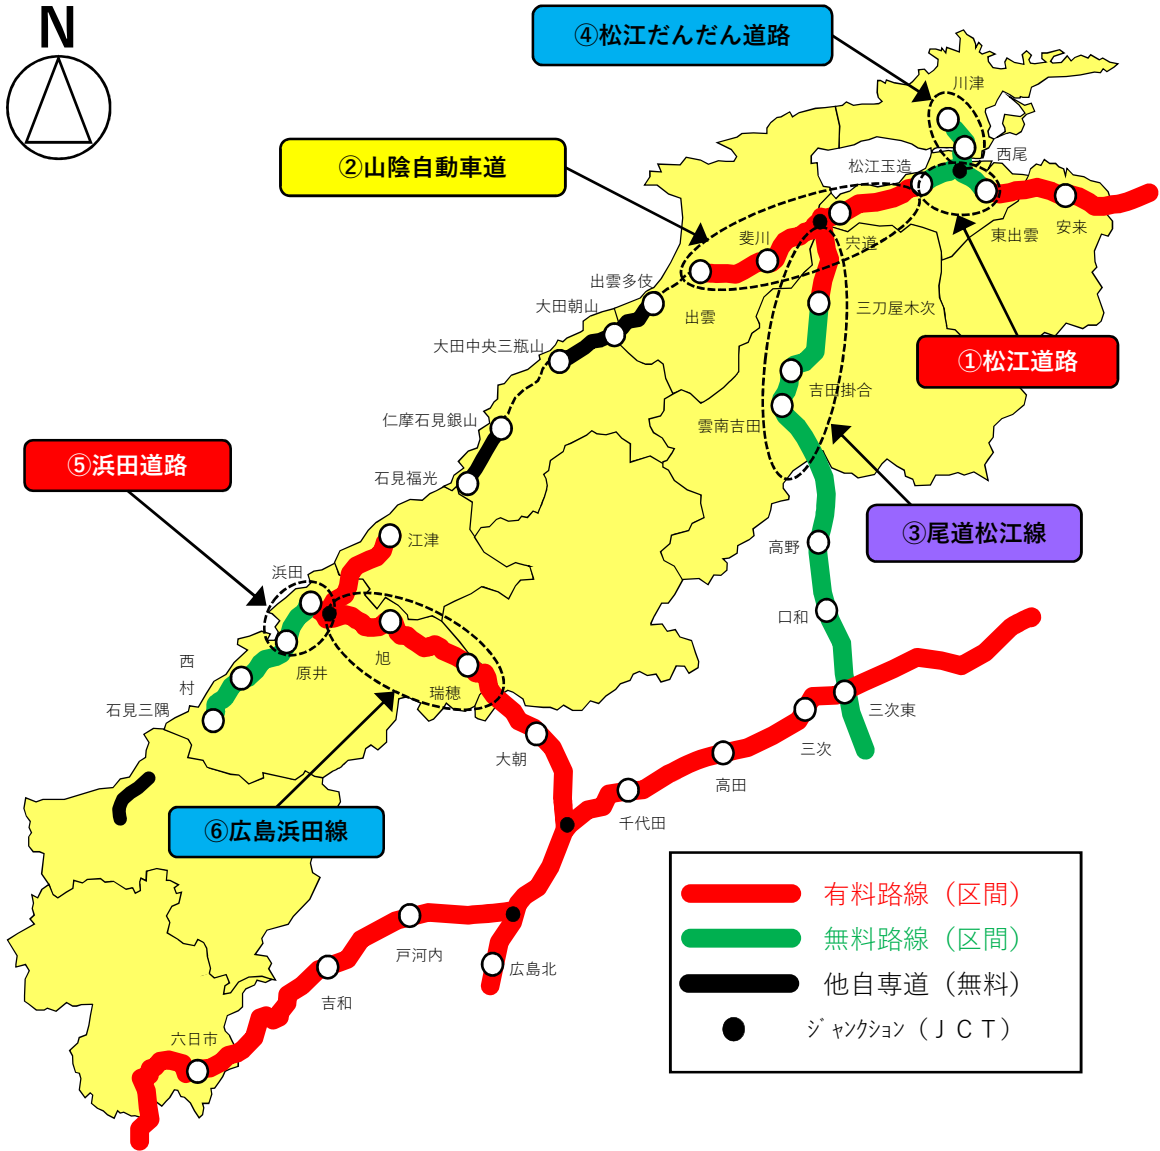 N
④松江だんだん道路
川津
②山陰自動車道
松江玉造
西尾
斐川
宍道
東出雲
安来
出雲多伎
大田朝山
出雲
三刀屋木次
大田中央三瓶山
①松江道路
吉田掛合
仁摩石見銀山
雲南吉田
⑤浜田道路
石見福光
③尾道松江線
江津
高野
浜田
口和
旭
西
村
原井
瑞穂
石見三隅
三次東
大朝
三次
高田
⑥広島浜田線
千代田
有料路線（区間）
無料路線（区間）
戸河内
広島北
他自専道（無料）
吉和
ｼﾞｬﾝｸｼｮﾝ（ＪＣＴ）
六日市